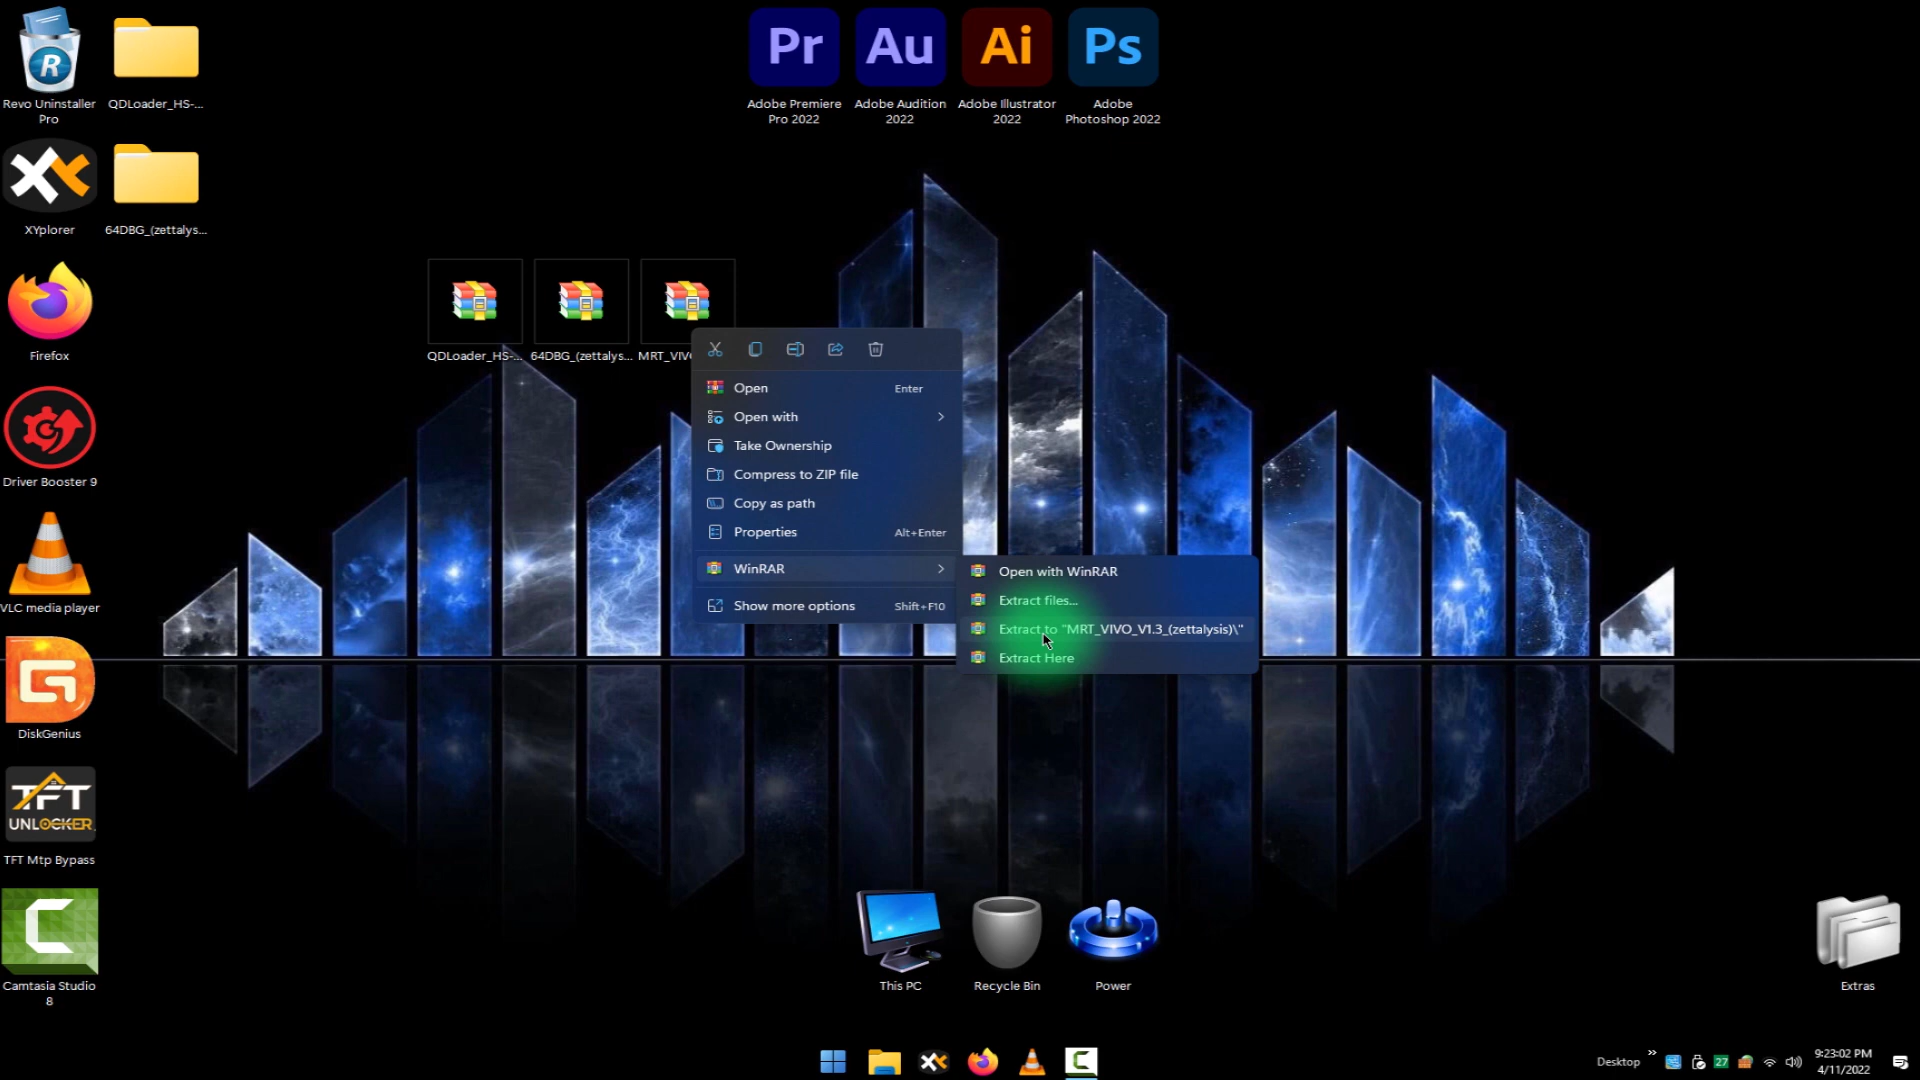 Pr
Au
Ai
Ps
Adobe Premiere
Pro 2022
Adobe Audition
2022
Adobe Illustrator
2022
Adobe
Photoshop 2022
R
Revo Uninstaller
Pro
QDLoader_HS-...
XYplorer
64DBG_(zettalys...
Firefox
Driver Booster 9
VLC media player
DiskGenius
TFT
UNLOCKER
TFT Mtp Bypass
Camtasia Studio
8
QDLoader_HS-...
64DBG_(zettalys...
MRT_VIV
Open Enter
Open with
Take Ownership
Compress to ZIP file
Copy as path
Properties Alt+Enter
WinRAR
Show more options Shift+F10
Open with WinRAR
Extract files...
Extract to "MRT_VIVO_V1.3_(zettalysis)\"
Extract Here
This PC
Recycle Bin
Power
Extras
Desktop
27
9:23:02 PM
4/11/2022